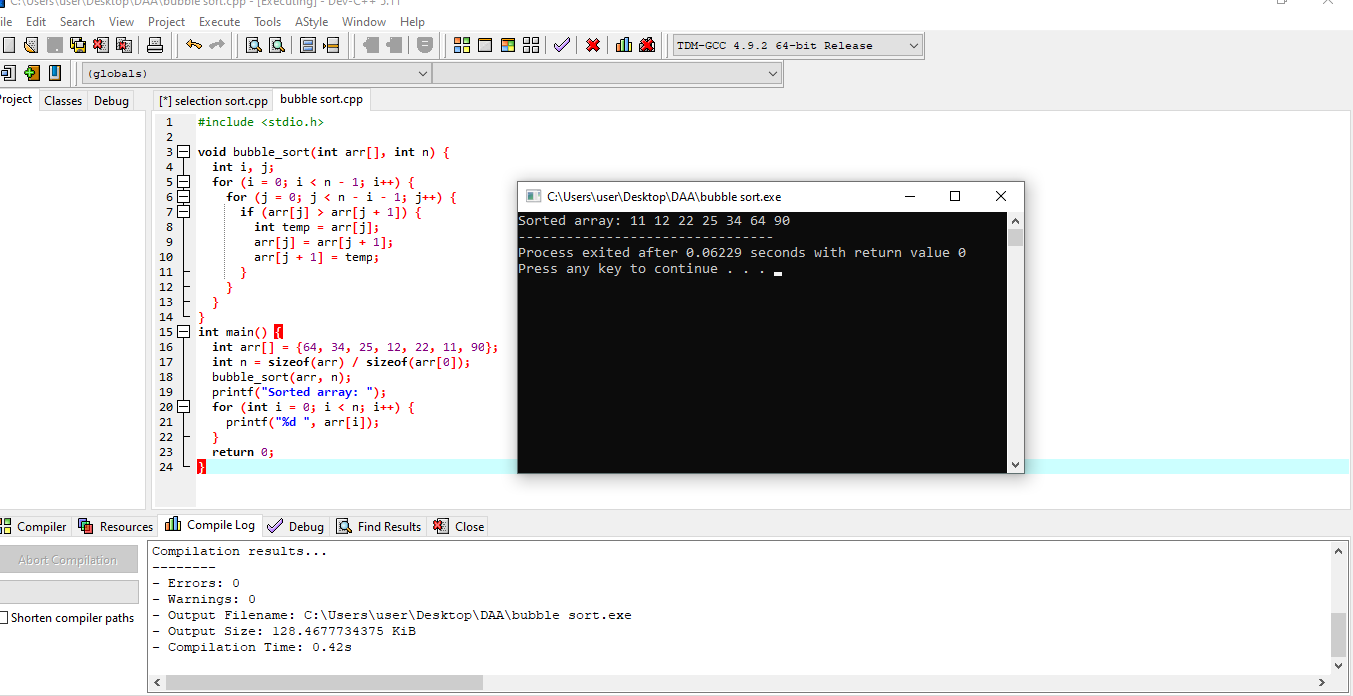 C:\Users\user\Desktop\DAA\bubble sort.cpp - [Executing] - Dev-C++ 5.11
ile Edit Search View Project Execute Tools AStyle Window Help
TDM-GCC 4.9.2 64-bit Release
(globals)
roject Classes Debug [*] selection sort.cpp bubble sort.cpp
1 #include <stdio.h>
2
3 void bubble_sort(int arr[], int n) {
4 int i, j;
5 for (i = 0; i < n - 1; i++) {
6 for (j = 0; j < n - i - 1; j++) {
7 if (arr[j] > arr[j + 1]) {
8 int temp = arr[j];
9 arr[j] = arr[j + 1];
10 arr[j + 1] = temp;
11 }
12 }
13 }
14 }
15 int main() {
16 int arr[] = {64, 34, 25, 12, 22, 11, 90};
17 int n = sizeof(arr) / sizeof(arr[0]);
18 bubble_sort(arr, n);
19 printf("Sorted array: ");
20 for (int i = 0; i < n; i++) {
21 printf("%d ", arr[i]);
22 }
23 return 0;
24 }
C:\Users\user\Desktop\DAA\bubble sort.exe
Sorted array: 11 12 22 25 34 64 90
--------------------------------
Process exited after 0.06229 seconds with return value 0
Press any key to continue . . .
Compiler Resources Compile Log Debug Find Results Close
Abort Compilation
Shorten compiler paths
Compilation results...
--------
- Errors: 0
- Warnings: 0
- Output Filename: C:\Users\user\Desktop\DAA\bubble sort.exe
- Output Size: 128.4677734375 KiB
- Compilation Time: 0.42s